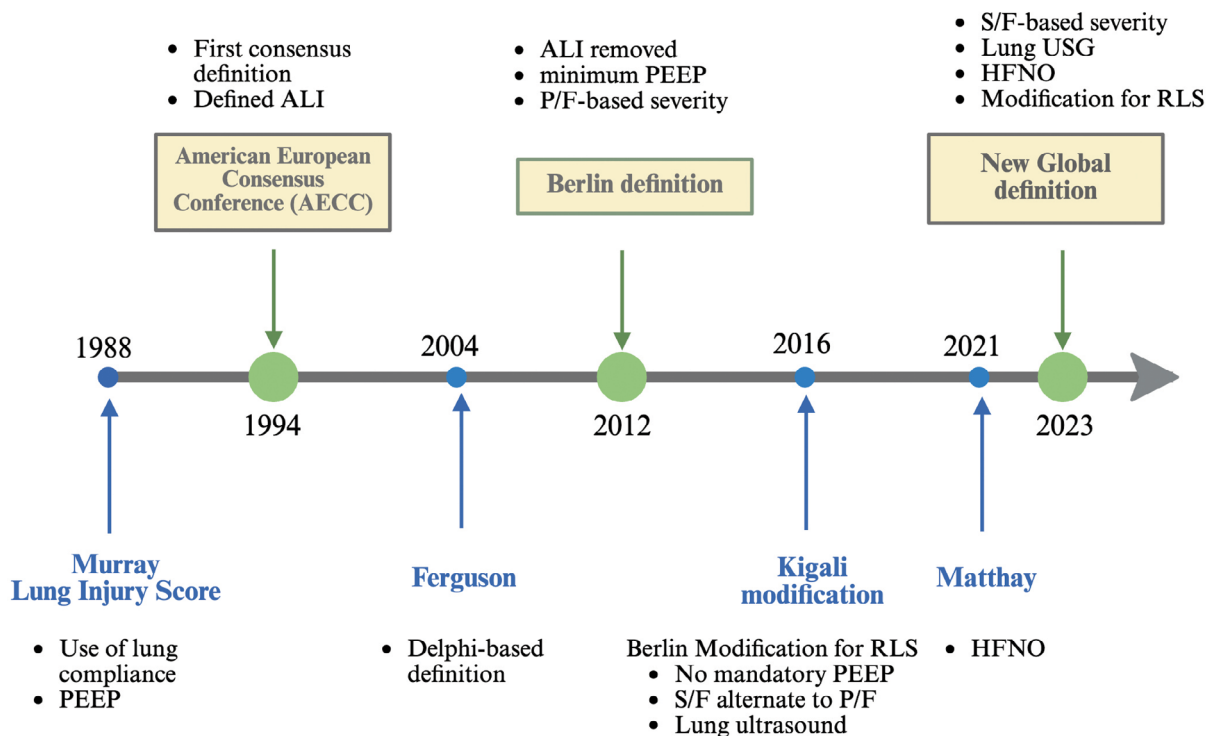 • First consensus
definition
• Defined ALI
• ALI removed
• minimum PEEP
• P/F-based severity
• S/F-based severity
• Lung USG
• HFNO
• Modification for RLS
American European
Consensus
Conference (AECC)
Berlin definition
New Global
definition
1988
1994
2004
2012
2016
2021
2023
Murray
Lung Injury Score
• Use of lung
compliance
• PEEP
Ferguson
• Delphi-based
definition
Kigali
modification
Berlin Modification for RLS
• No mandatory PEEP
• S/F alternate to P/F
• Lung ultrasound
Matthay
• HFNO